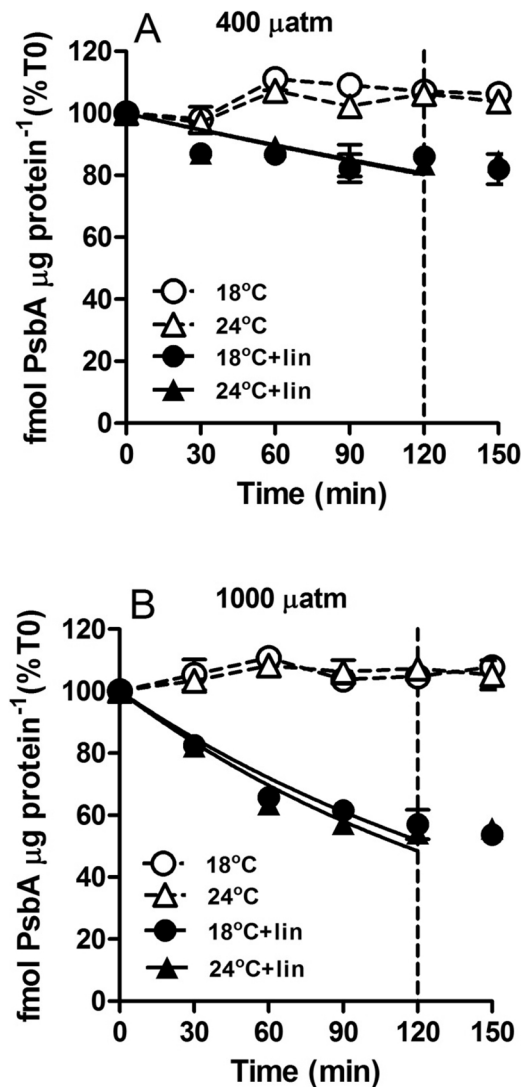 A
400 µatm
fmol PsbA µg protein⁻¹ (%T0)
120
100
80
60
40
20
0
18°C
24°C
18°C+lin
24°C+lin
0 30 60 90 120 150
Time (min)
B
1000 µatm
fmol PsbA µg protein⁻¹ (%T0)
120
100
80
60
40
20
0
18°C
24°C
18°C+lin
24°C+lin
0 30 60 90 120 150
Time (min)